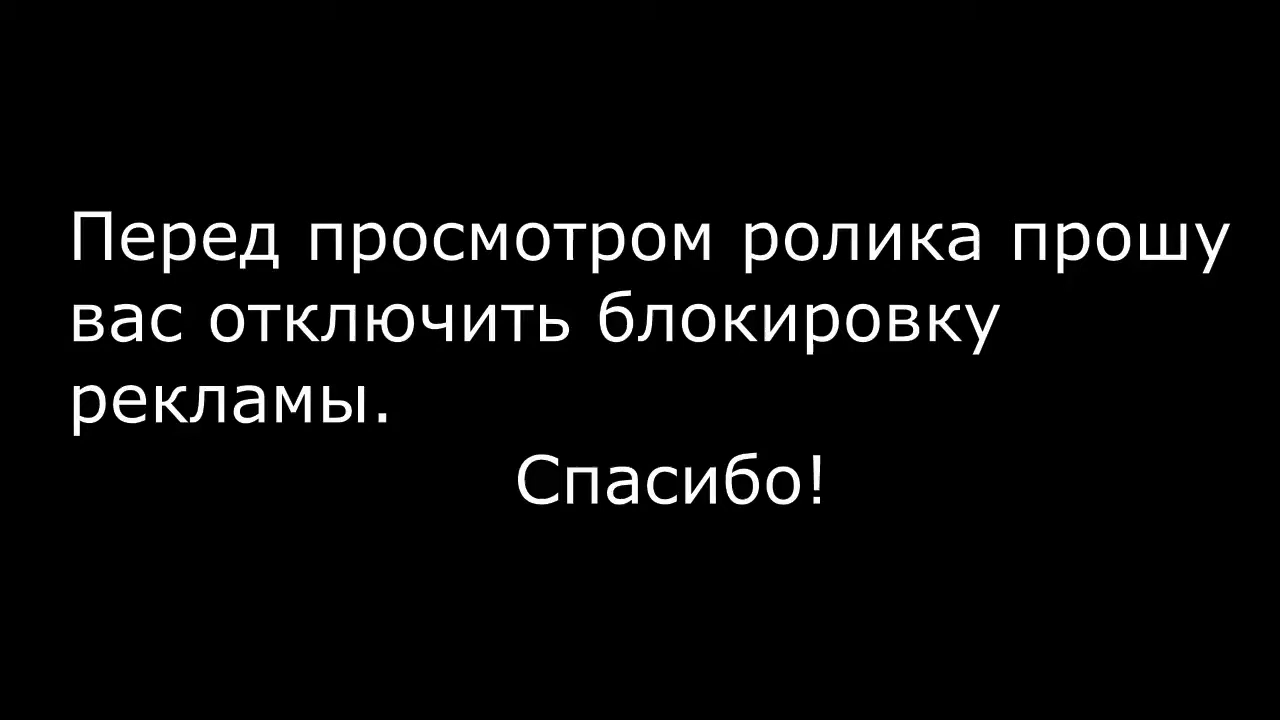 Перед просмотром ролика прошу
вас отключить блокировку
рекламы.
Спасибо!